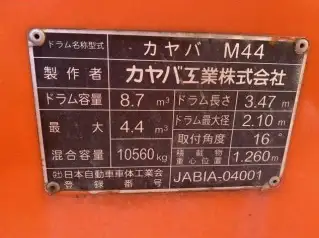 ドラム名称型式 カヤバ M44
製作者 カヤバ工業株式会社
ドラム容量 8.7 m³ ドラム長さ 3.47 m
最大 4.4 m³ ドラム最大径 2.10 m
混合容量 10560kg 取付角度 16°
積載物重心位置 1.260m
㈳日本自動車車体工業会
登録番号 JABIA-04001